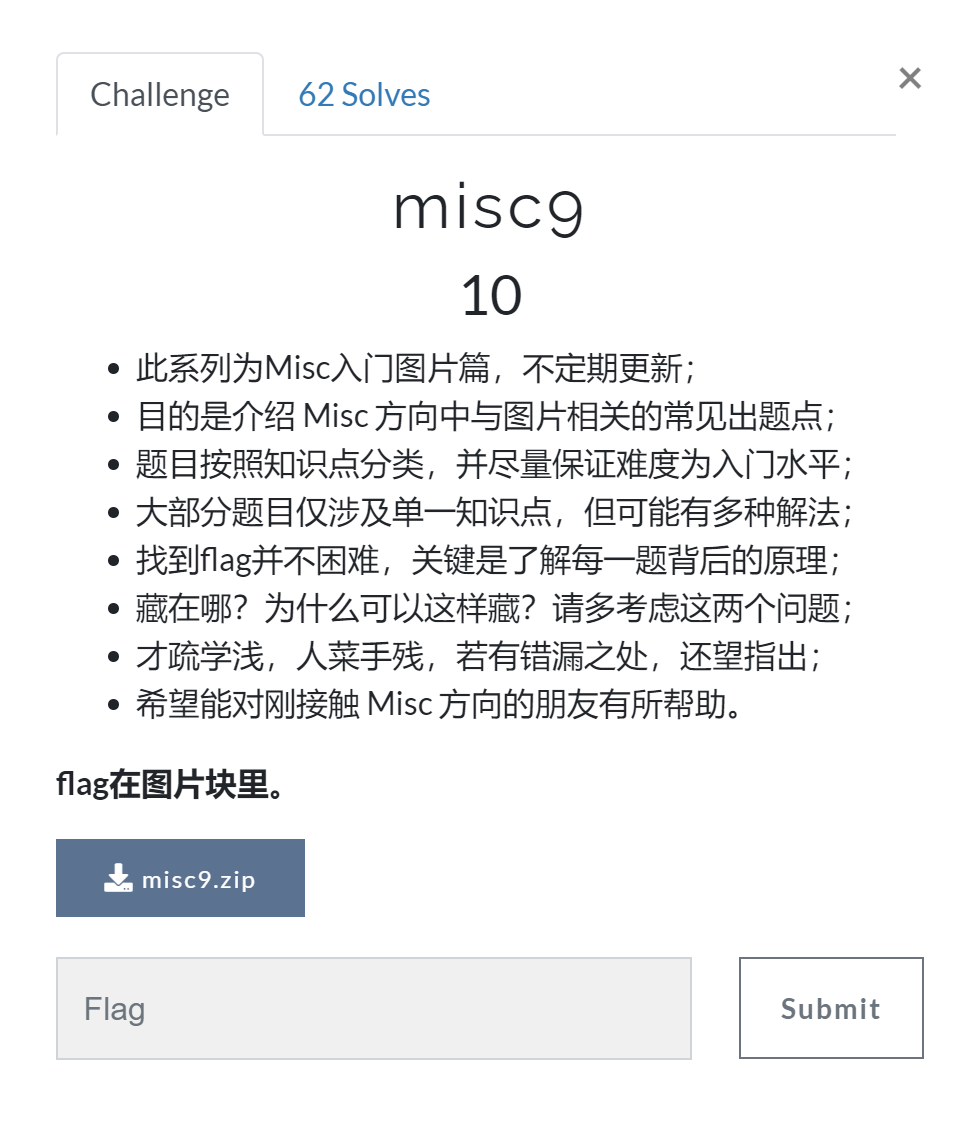 Challenge
62 Solves
×
misc9
10
此系列为Misc入门图片篇，不定期更新；
目的是介绍 Misc 方向中与图片相关的常见出题点；
题目按照知识点分类，并尽量保证难度为入门水平；
大部分题目仅涉及单一知识点，但可能有多种解法；
找到flag并不困难，关键是了解每一题背后的原理；
藏在哪？为什么可以这样藏？请多考虑这两个问题；
才疏学浅，人菜手残，若有错漏之处，还望指出；
希望能对刚接触 Misc 方向的朋友有所帮助。
flag在图片块里。
misc9.zip
Flag
Submit